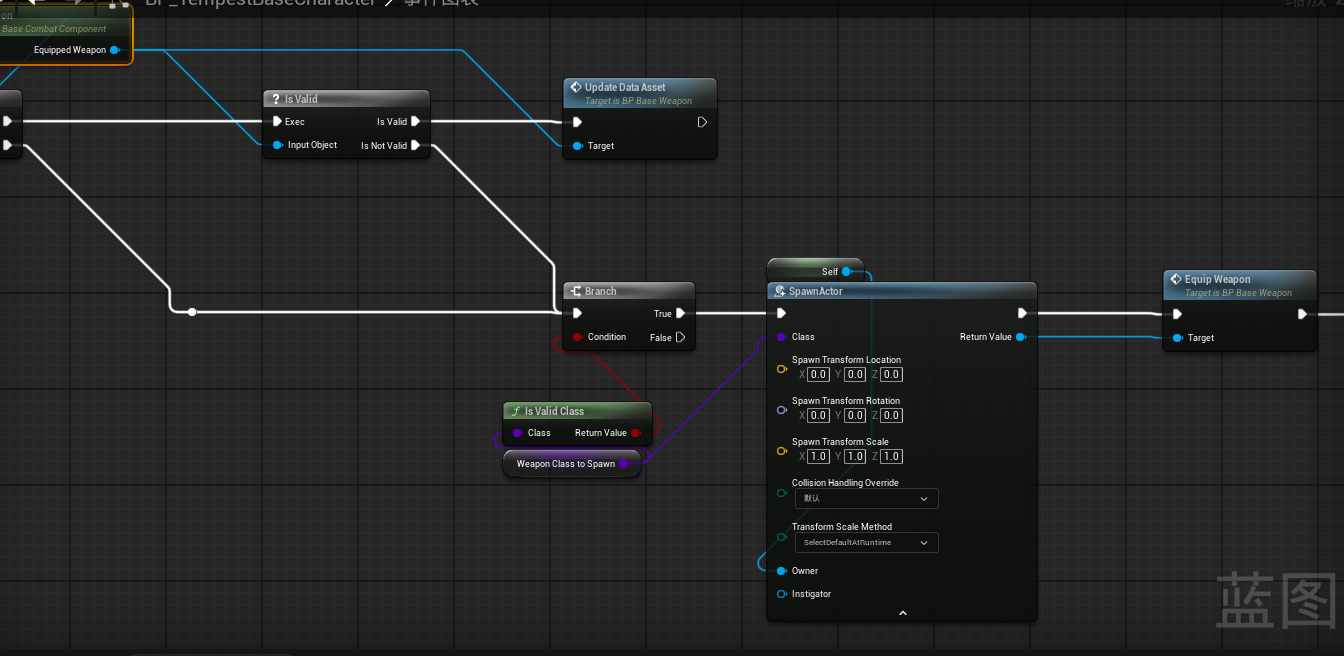 BP_TempestBaseCharacter > 事件图表
缩放
on
Base Combat Component
Equipped Weapon
Is Valid
Exec
Is Valid
Input Object
Is Not Valid
Update Data Asset
Target is BP Base Weapon
Target
Branch
True
Condition
False
Self
SpawnActor
Class
Return Value
Spawn Transform Location
X 0.0 Y 0.0 Z 0.0
Spawn Transform Rotation
X 0.0 Y 0.0 Z 0.0
Spawn Transform Scale
X 1.0 Y 1.0 Z 1.0
Collision Handling Override
默认
Transform Scale Method
SelectDefaultAtRuntime
Owner
Instigator
Equip Weapon
Target is BP Base Weapon
Target
Is Valid Class
Class
Return Value
Weapon Class to Spawn
蓝图